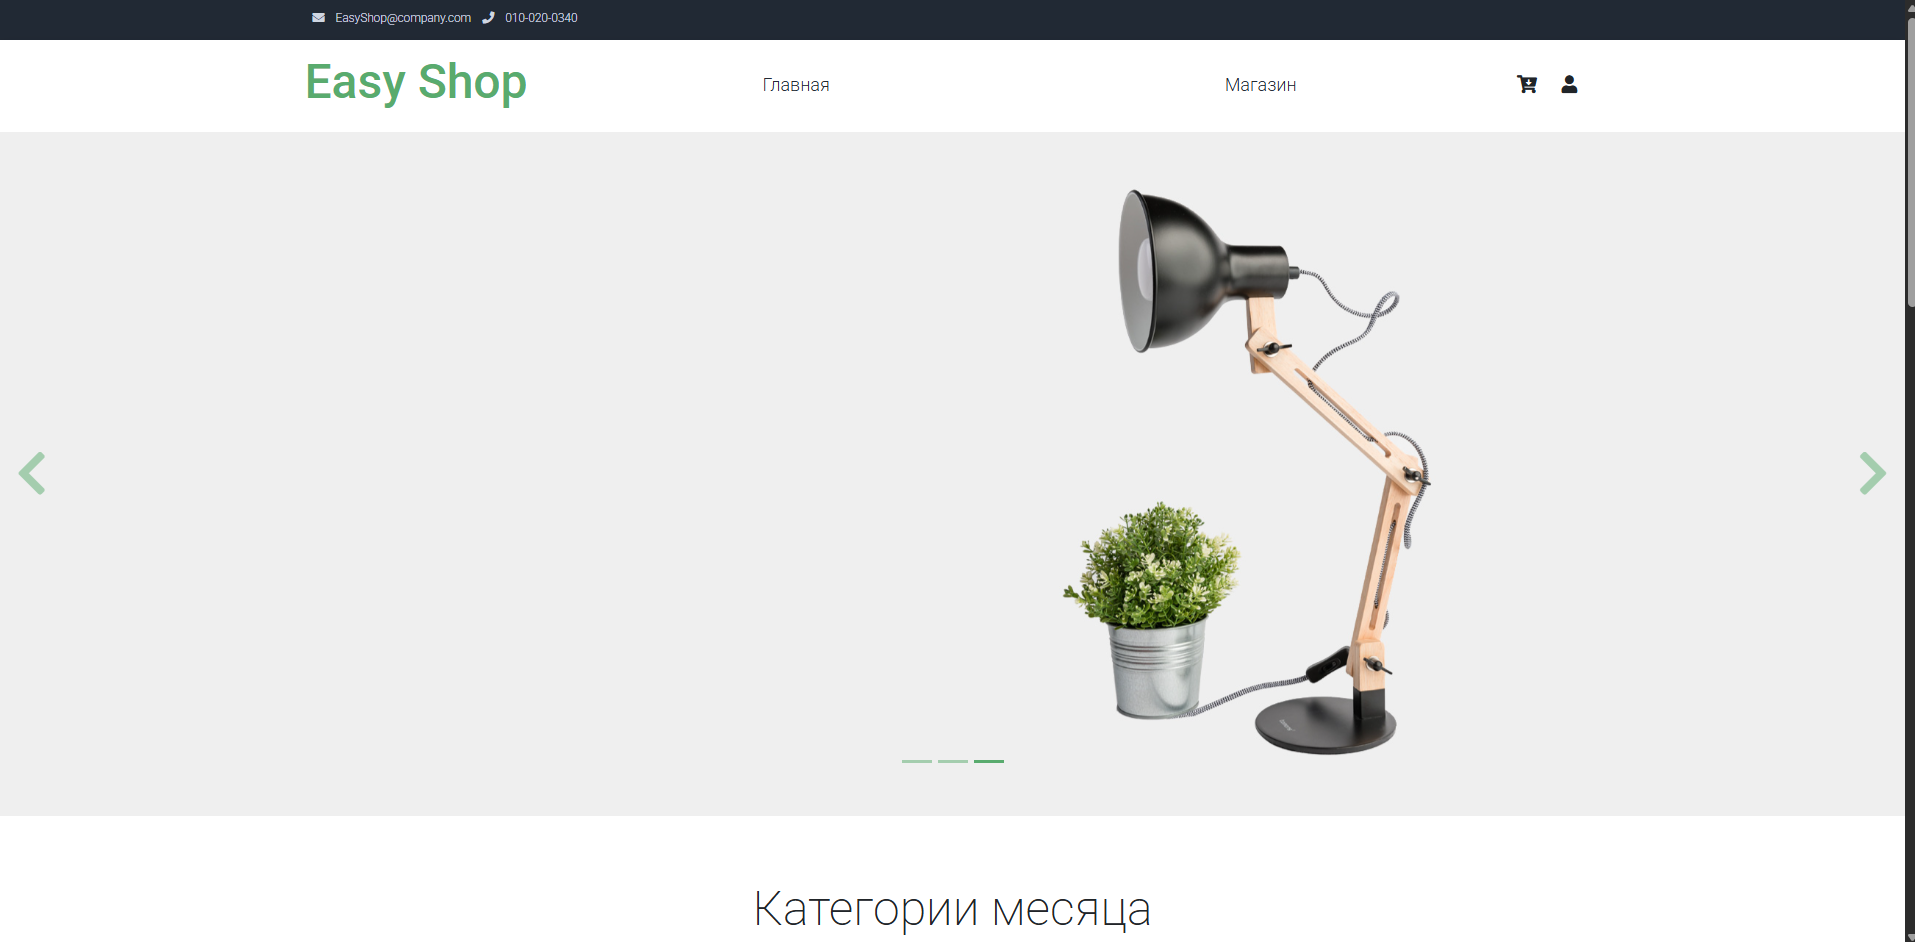 EasyShop@company.com 010-020-0340
Easy Shop Главная Магазин
Категории месяца